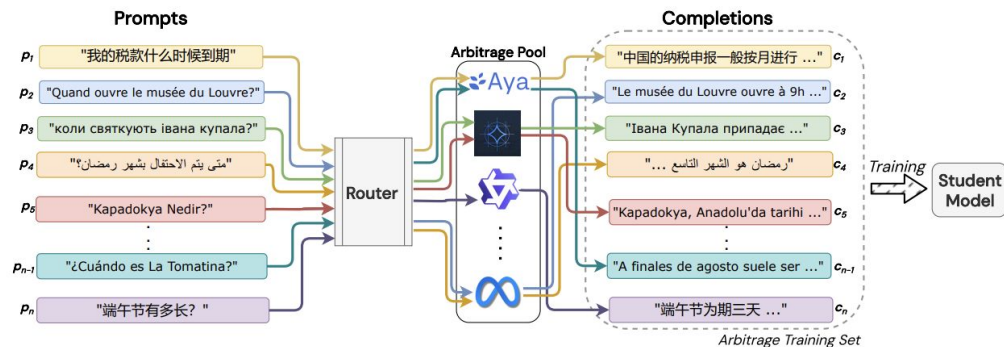 Prompts
Completions
p1 "我的税款什么时候到期"
p2 "Quand ouvre le musée du Louvre?"
p3 "коли святкують івана купала?"
p4 "متى يتم الاحتفال بشهر رمضان؟"
p5 "Kapadokya Nedir?"
pn-1 "¿Cuándo es La Tomatina?"
pn "端午节有多长？"
Router
Arbitrage Pool
Aya
"中国的纳税申报一般按月进行 ..." c1
"Le musée du Louvre ouvre à 9h ..." c2
"Івана Купала припадає ..." c3
"رمضان هو الشهر التاسع ..." c4
"Kapadokya, Anadolu'da tarihi ..." c5
"A finales de agosto suele ser ..." cn-1
"端午节为期三天 ..." cn
Arbitrage Training Set
Training
Student
Model